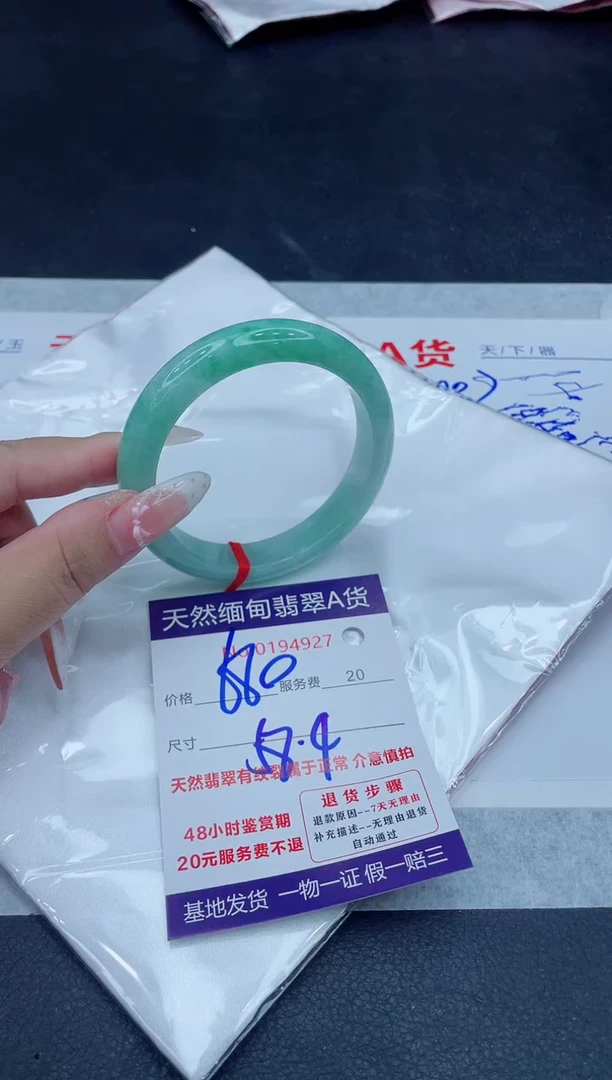 A货
天/下/器
天然缅甸翡翠A货
No.0194927
价格 680 服务费 20
尺寸 58.4
天然翡翠有纹裂属于正常 介意慎拍
48小时鉴赏期
20元服务费不退
退货步骤
退款原因--7天无理由
补充描述--无理由退货
自动通过
基地发货 一物一证 假一赔三